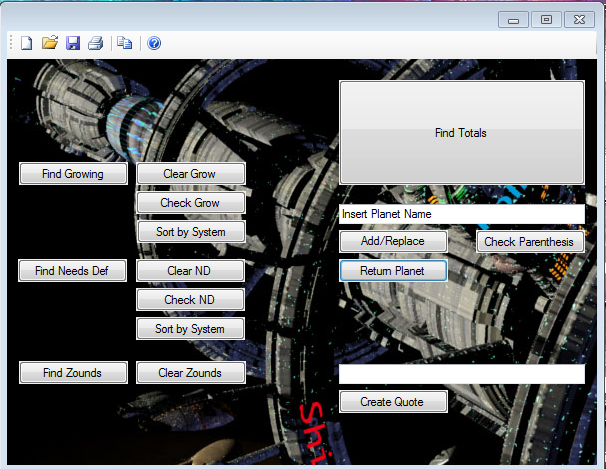 Find Totals
Find Growing
Clear Grow
Check Grow
Sort by System
Insert Planet Name
Add/Replace
Check Parenthesis
Find Needs Def
Clear ND
Return Planet
Check ND
Sort by System
Find Zounds
Clear Zounds
Create Quote
Shi